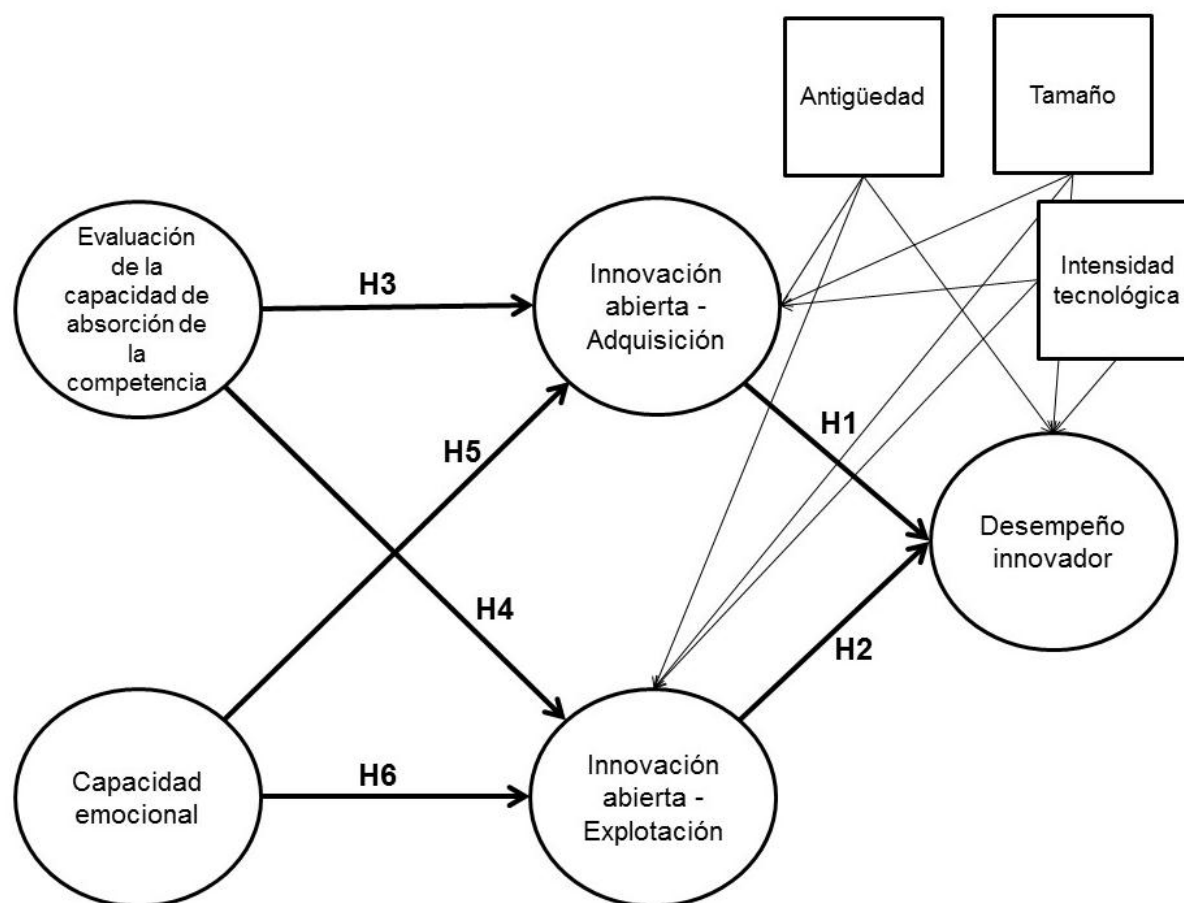 Antigüedad
Tamaño
Evaluación
de la
capacidad de
absorción de
la
competencia
H3
Innovación
abierta -
Adquisición
Intensidad
tecnológica
H1
H5
Desempeño
innovador
H4
H2
Capacidad
emocional
H6
Innovación
abierta -
Explotación